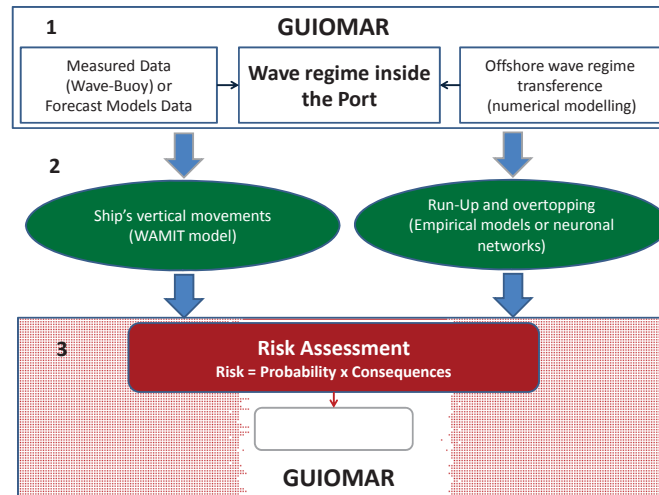 1
GUIOMAR
Measured Data
(Wave-Buoy) or
Forecast Models Data
Wave regime inside
the Port
Offshore wave regime
transference
(numerical modelling)
2
Ship's vertical movements
(WAMIT model)
Run-Up and overtopping
(Empirical models or neuronal
networks)
3
Risk Assessment
Risk = Probability x Consequences
GUIOMAR